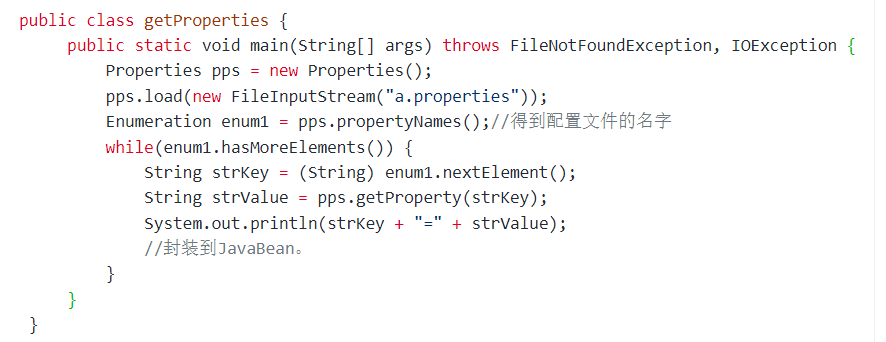 public class getProperties {
public static void main(String[] args) throws FileNotFoundException, IOException {
Properties pps = new Properties();
pps.load(new FileInputStream("a.properties"));
Enumeration enum1 = pps.propertyNames();//得到配置文件的名字
while(enum1.hasMoreElements()) {
String strKey = (String) enum1.nextElement();
String strValue = pps.getProperty(strKey);
System.out.println(strKey + "=" + strValue);
//封装到JavaBean。
}
}
}